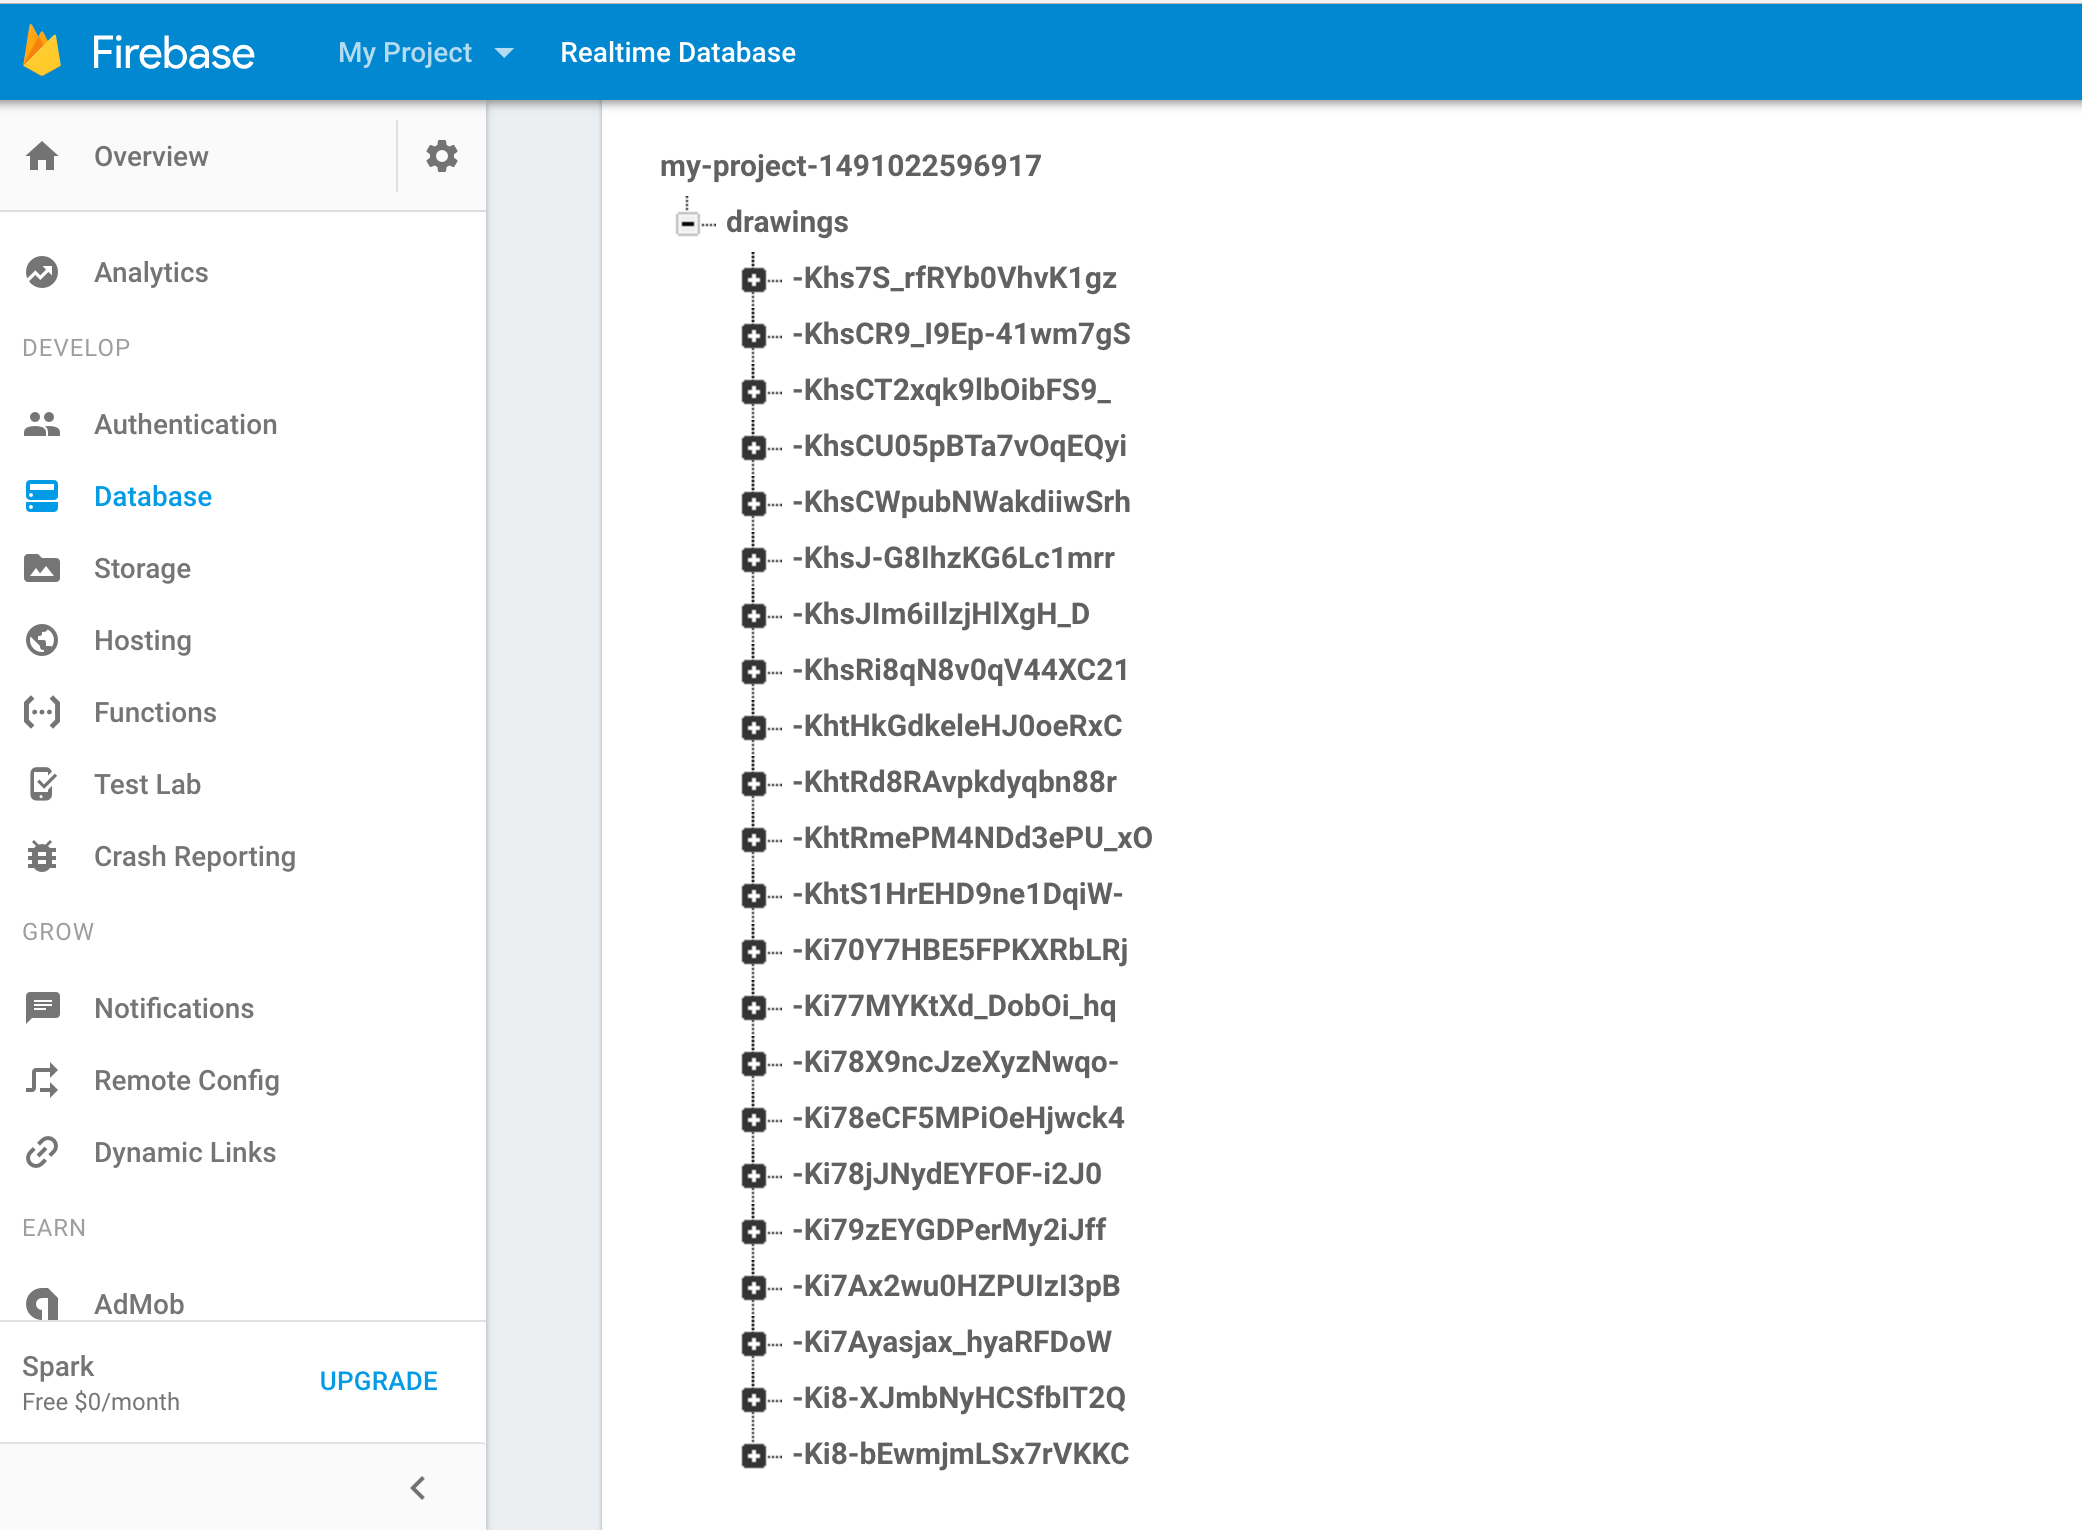 Firebase My Project Realtime Database
Overview
Analytics
DEVELOP
Authentication
Database
Storage
Hosting
Functions
Test Lab
Crash Reporting
GROW
Notifications
Remote Config
Dynamic Links
EARN
AdMob
Spark
Free $0/month
UPGRADE
my-project-1491022596917
drawings
-Khs7S_rfRYb0VhvK1gz
-KhsCR9_I9Ep-41wm7gS
-KhsCT2xqk9lbOibFS9_
-KhsCU05pBTa7vOqEQyi
-KhsCWpubNWakdiiwSrh
-KhsJ-G8IhzKG6Lc1mrr
-KhsJIm6iIlzjHlXgH_D
-KhsRi8qN8v0qV44XC21
-KhtHkGdkeleHJ0oeRxC
-KhtRd8RAvpkdyqbn88r
-KhtRmePM4NDd3ePU_xO
-KhtS1HrEHD9ne1DqiW-
-Ki70Y7HBE5FPKXRbLRj
-Ki77MYKtXd_DobOi_hq
-Ki78X9ncJzeXyzNwqo-
-Ki78eCF5MPiOeHjwck4
-Ki78jJNydEYFOF-i2J0
-Ki79zEYGDPerMy2iJff
-Ki7Ax2wu0HZPUIzI3pB
-Ki7Ayasjax_hyaRFDoW
-Ki8-XJmbNyHCSfbIT2Q
-Ki8-bEwmjmLSx7rVKKC